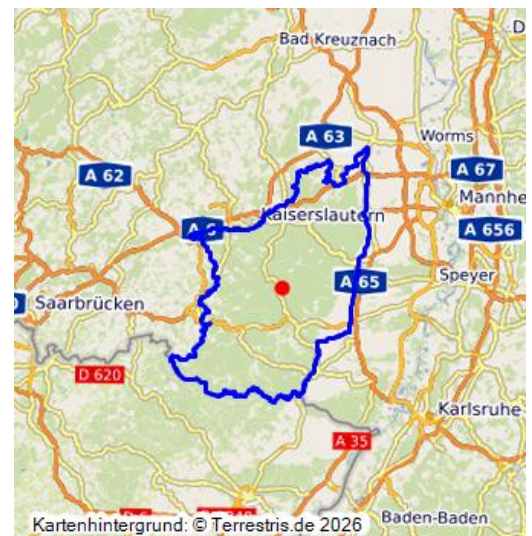 D
Bad Kreuznach
A 63
Worms
A 62
A 67
Mannhe
Kaiserslautern
A 6
A 656
Speyer
A 65
Saarbrücken
D 620
Karlsruhe
A 35
Baden-Baden
Kartenhintergrund: © Terrestris.de 2026